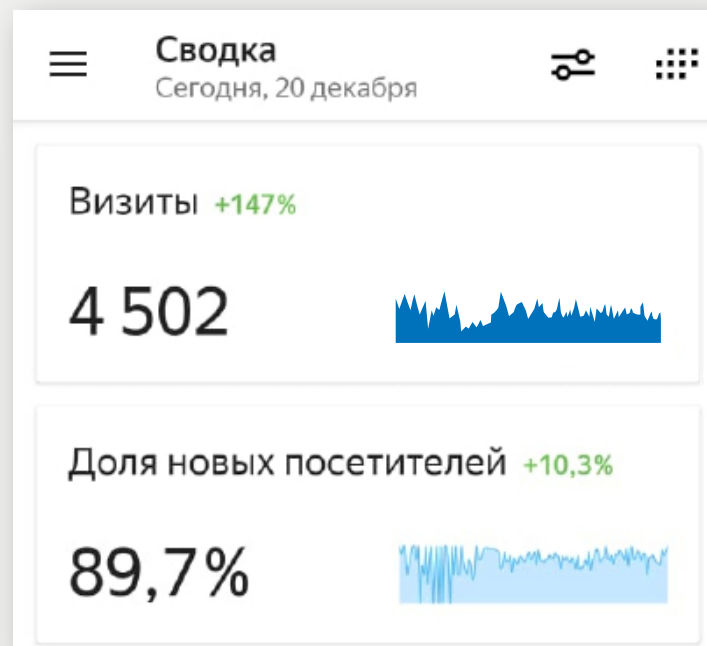 Сводка
Сегодня, 20 декабря
Визиты +147%
4 502
Доля новых посетителей +10,3%
89,7%